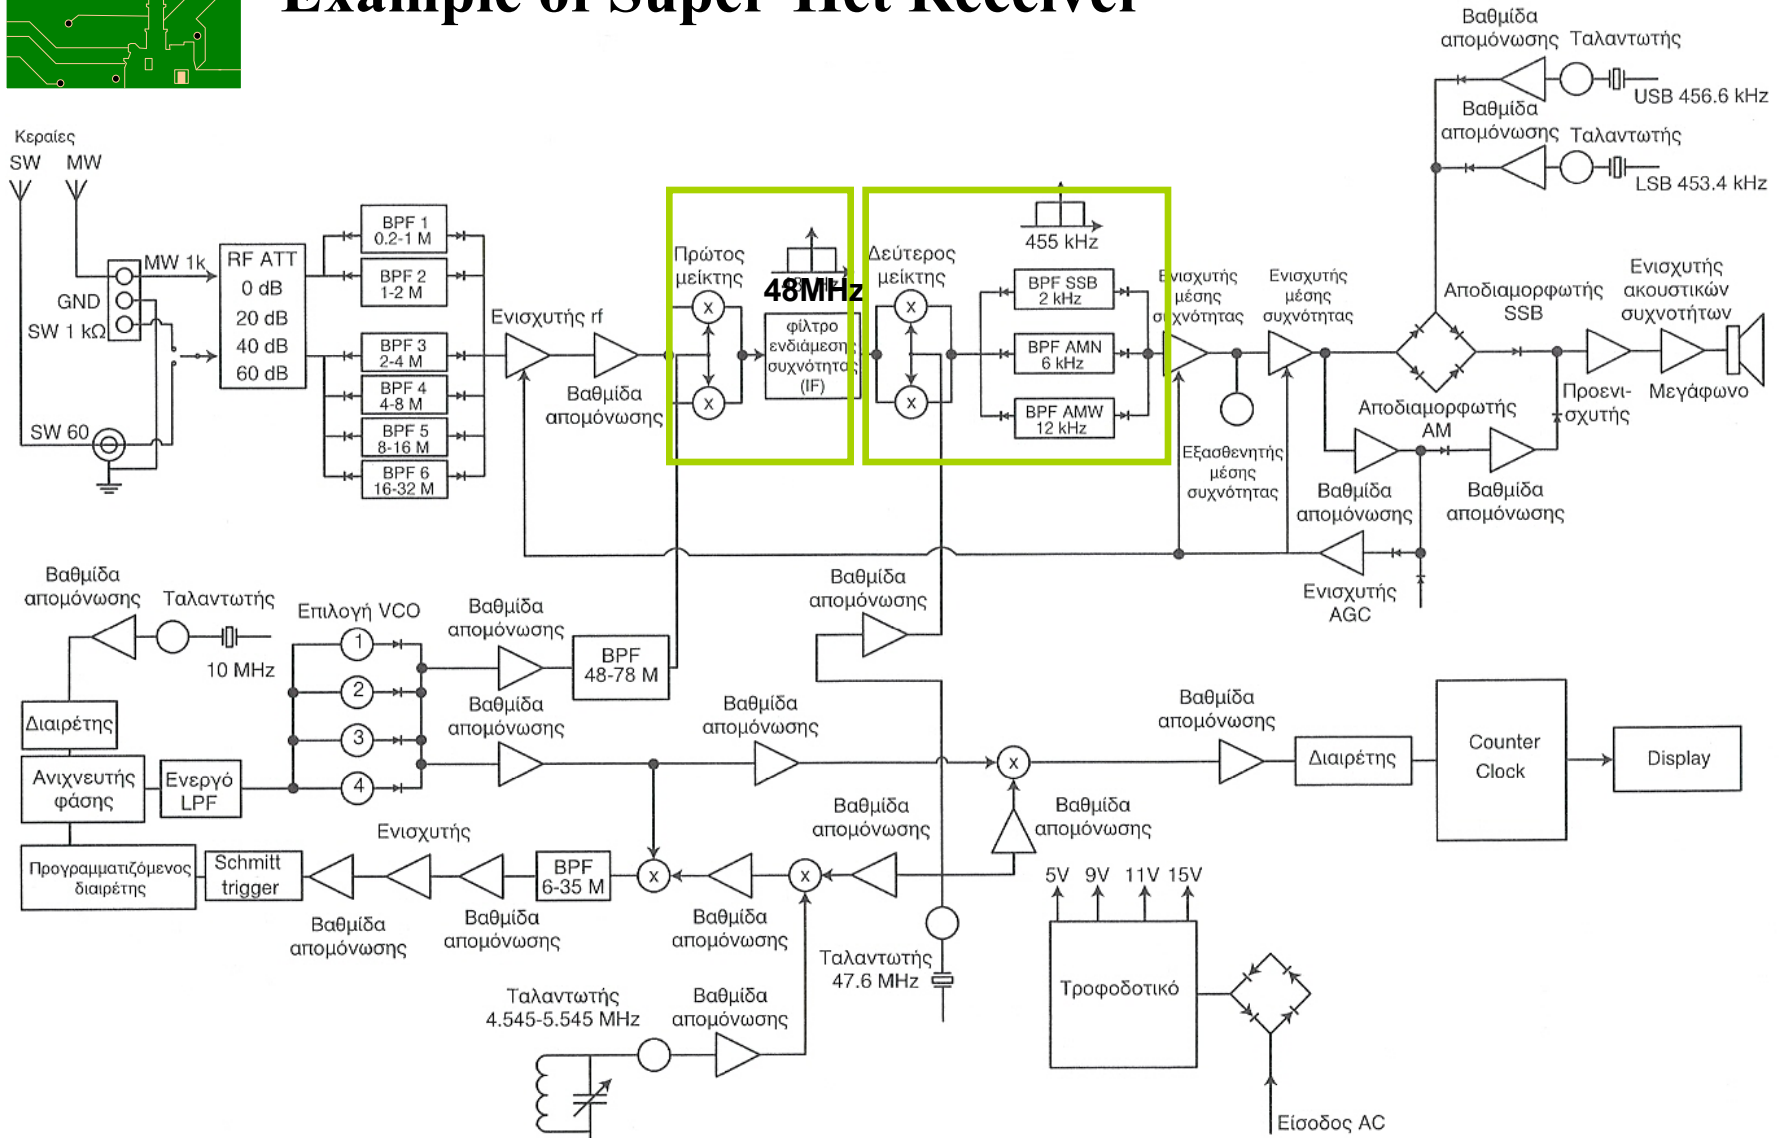 Example of Super-Het Receiver
Βαθμίδα
απομόνωσης
Ταλαντωτής
USB 456.6 kHz
Βαθμίδα
απομόνωσης
Ταλαντωτής
LSB 453.4 kHz
Κεραίες
SW
MW
MW 1k
GND
SW 1 kΩ
SW 60
RF ATT
0 dB
20 dB
40 dB
60 dB
BPF 1
0.2-1 M
BPF 2
1-2 M
BPF 3
2-4 M
BPF 4
4-8 M
BPF 5
8-16 M
BPF 6
16-32 M
Ενισχυτής rf
Βαθμίδα
απομόνωσης
Πρώτος
μείκτης
x
x
48MHz
φίλτρο
ενδιάμεσης
συχνότητας
(IF)
Δεύτερος
μείκτης
x
x
455 kHz
BPF SSB
2 kHz
BPF AMN
6 kHz
BPF AMW
12 kHz
Ενισχυτής
μέσης
συχνότητας
Ενισχυτής
μέσης
συχνότητας
Εξασθενητής
μέσης
συχνότητας
Αποδιαμορφωτής
SSB
Ενισχυτής
ακουστικών
συχνοτήτων
Προενι-
σχυτής
Μεγάφωνο
Αποδιαμορφωτής
AM
Βαθμίδα
απομόνωσης
Βαθμίδα
απομόνωσης
Ενισχυτής
AGC
Βαθμίδα
απομόνωσης
Ταλαντωτής
10 MHz
Επιλογή VCO
1
2
3
4
Βαθμίδα
απομόνωσης
BPF
48-78 M
Βαθμίδα
απομόνωσης
Βαθμίδα
απομόνωσης
Βαθμίδα
απομόνωσης
Διαιρέτης
Ανιχνευτής
φάσης
Ενεργό
LPF
Προγραμματιζόμενος
διαιρέτης
Schmitt
trigger
Ενισχυτής
Βαθμίδα
απομόνωσης
Βαθμίδα
απομόνωσης
BPF
6-35 M
x
Βαθμίδα
απομόνωσης
x
Βαθμίδα
απομόνωσης
x
Βαθμίδα
απομόνωσης
Βαθμίδα
απομόνωσης
Διαιρέτης
Counter
Clock
Display
Ταλαντωτής
47.6 MHz
Ταλαντωτής
4.545-5.545 MHz
Βαθμίδα
απομόνωσης
5V 9V 11V 15V
Τροφοδοτικό
Είσοδος AC